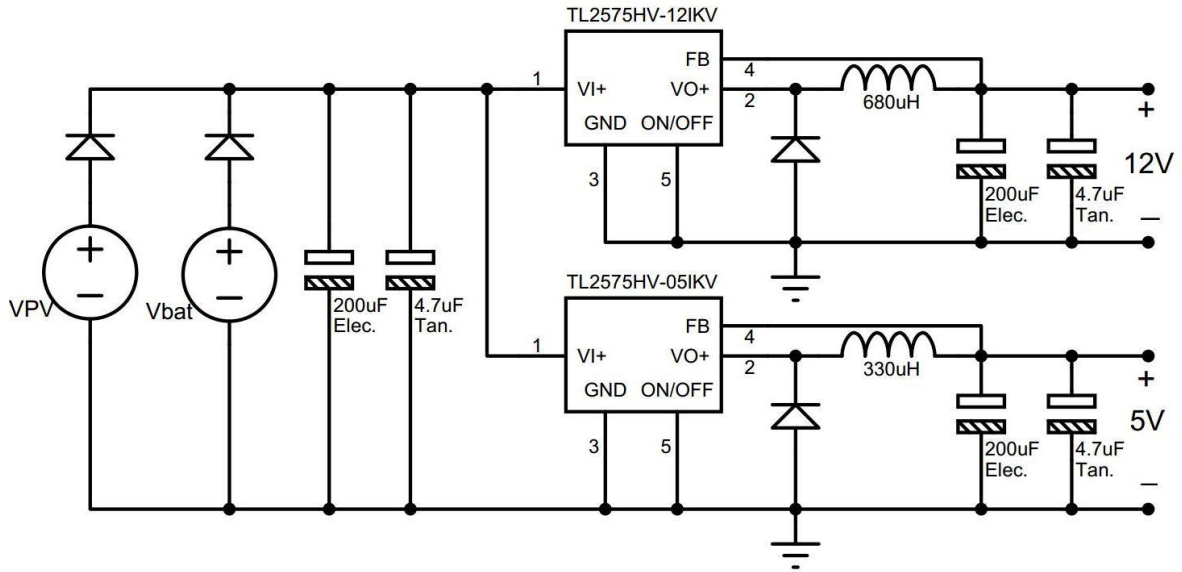 TL2575HV-12IKV
1
VI+
FB
VO+
GND ON/OFF
4
2
3
5
680uH
200uF
Elec.
4.7uF
Tan.
+
12V
–
VPV
+
–
Vbat
+
–
200uF
Elec.
4.7uF
Tan.
TL2575HV-05IKV
1
VI+
FB
VO+
GND ON/OFF
4
2
3
5
330uH
200uF
Elec.
4.7uF
Tan.
+
5V
–